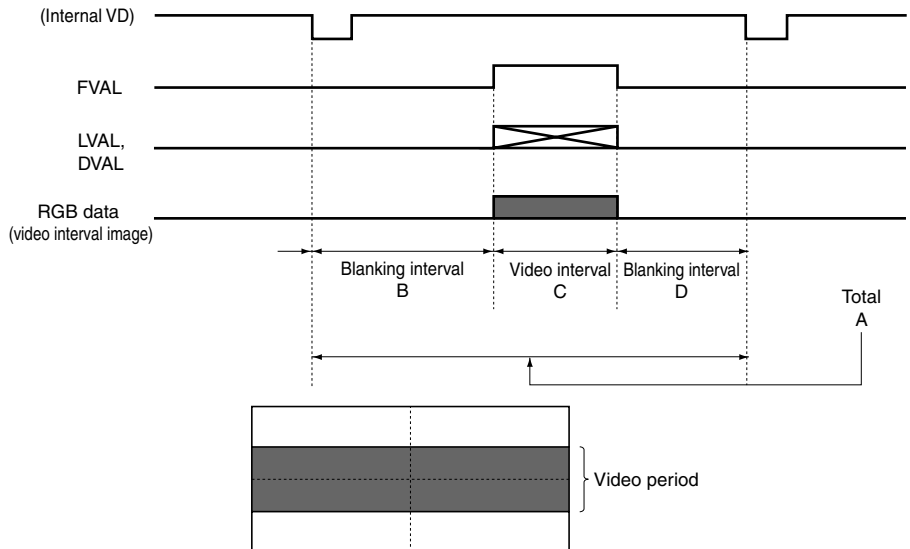 (Internal VD)
FVAL
LVAL,
DVAL
RGB data
(video interval image)
Blanking interval
B
Video interval
C
Blanking interval
D
Total
A
Video period